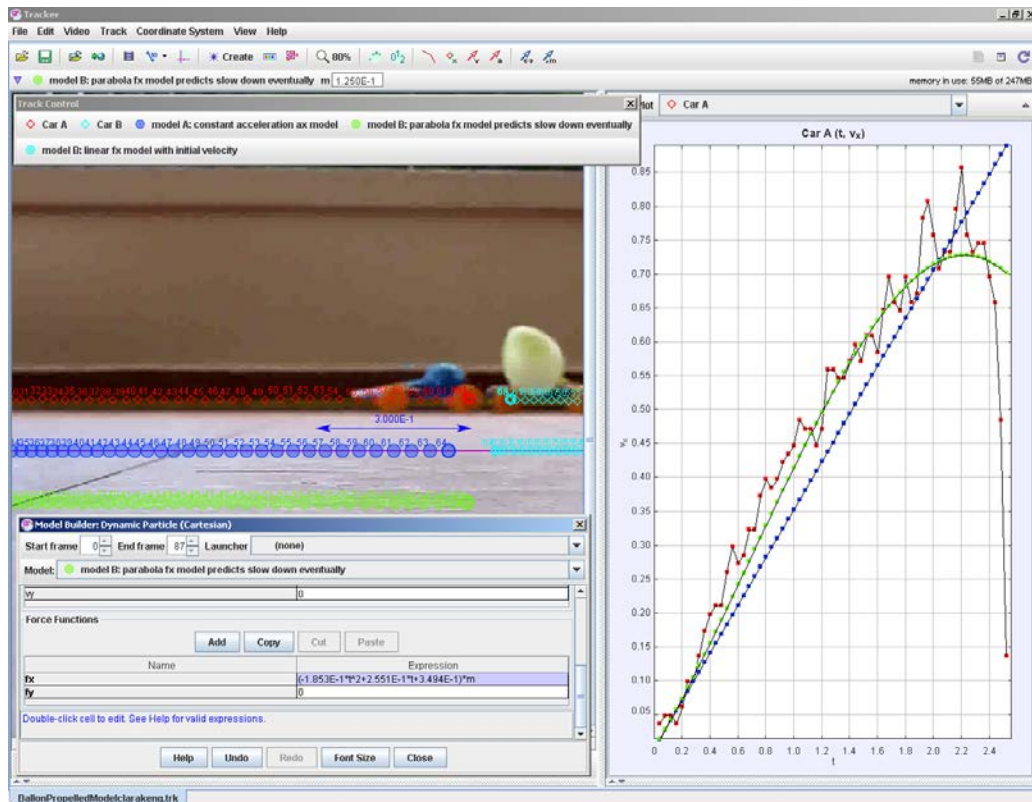 Tracker
File Edit Video Track Coordinate System View Help
Create 80%
model B: parabola fx model predicts slow down eventually m 1.250E-1 memory in use: 55MB of 247MB
Track Control
Car A Car B model A: constant acceleration ax model model B: parabola fx model predicts slow down eventually
model B: linear fx model with initial velocity
Car A
Car A (t, vx)
0.85
0.80
0.75
0.70
0.65
0.60
0.55
0.50
0.45
0.40
0.35
0.30
0.25
0.20
0.15
0.10
0.05
vx
0 0.2 0.4 0.6 0.8 1.0 1.2 1.4 1.6 1.8 2.0 2.2 2.4
t
3.000E-1
Model Builder: Dynamic Particle (Cartesian)
Start frame 0 End frame 87 Launcher (none)
Model: model B: parabola fx model predicts slow down eventually
vy 0
Force Functions
Add Copy Cut Paste
Name Expression
fx (-1.853E-1*t^2+2.551E-1*t+3.494E-1)*m
fy 0
Double-click cell to edit. See Help for valid expressions.
Help Undo Redo Font Size Close
BallonPropelledModelclarakeng.trk